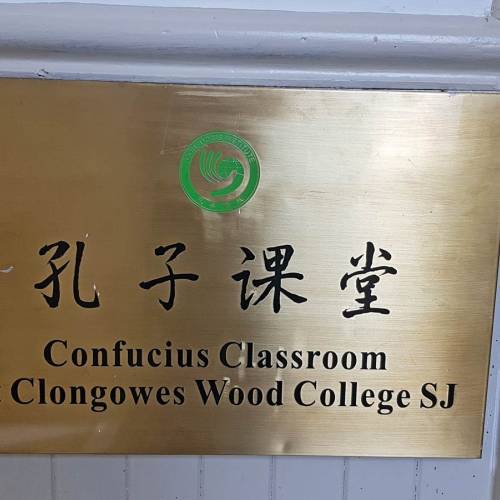 孔子课堂
Confucius Classroom
Clongowes Wood College SJ